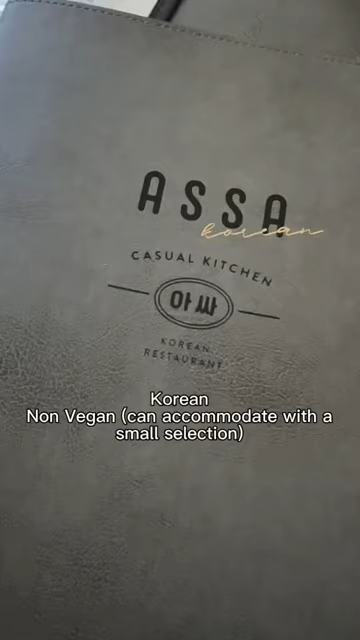 ASSA
korean
CASUAL KITCHEN
아싸
KOREAN
RESTAURANT
Korean
Non Vegan (can accommodate with a
small selection)